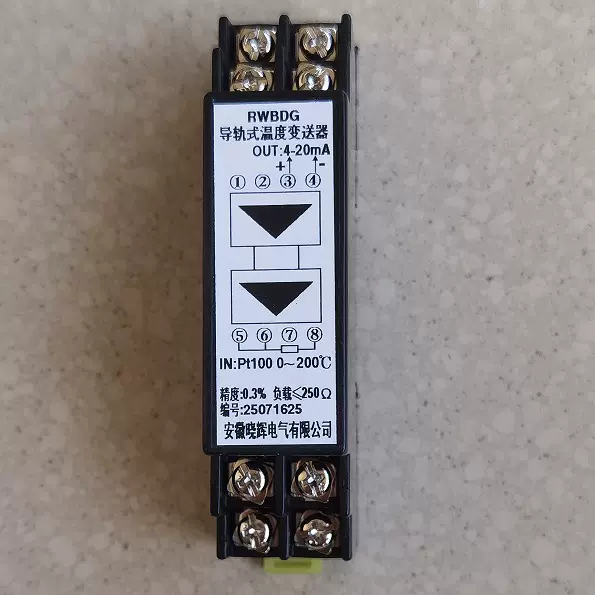 RWBDG
导轨式温度变送器
OUT:4-20mA
+ -
① ② ③ ④
⑤ ⑥ ⑦ ⑧
IN:Pt100 0～200℃
精度:0.3% 负载≤250Ω
编号:25071625
安徽晓辉电气有限公司